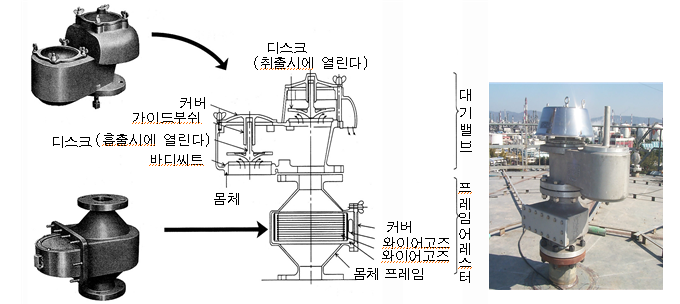 디스크
(취출시에 열린다)
커버
가이드부쉬
디스크(흡출시에 열린다)
바디씨트
몸체
커버
와이어고즈
와이어고즈
몸체 프레임
대기밸브
프레임어레스터